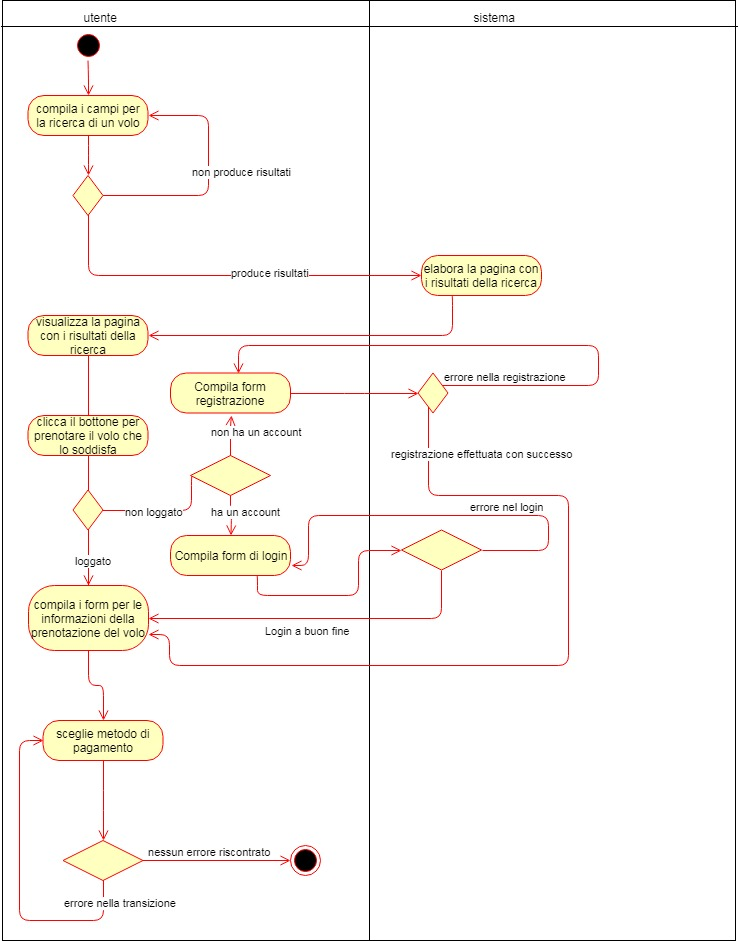 utente
sistema
compila i campi per
la ricerca di un volo
non produce risultati
produce risultati
elabora la pagina con
i risultati della ricerca
visualizza la pagina
con i risultati della
ricerca
Compila form
registrazione
errore nella registrazione
clicca il bottone per
prenotare il volo che
lo soddisfa
non ha un account
registrazione effettuata con successo
non loggato
ha un account
errore nel login
Compila form di login
loggato
compila i form per le
informazioni della
prenotazione del volo
Login a buon fine
sceglie metodo di
pagamento
nessun errore riscontrato
errore nella transizione